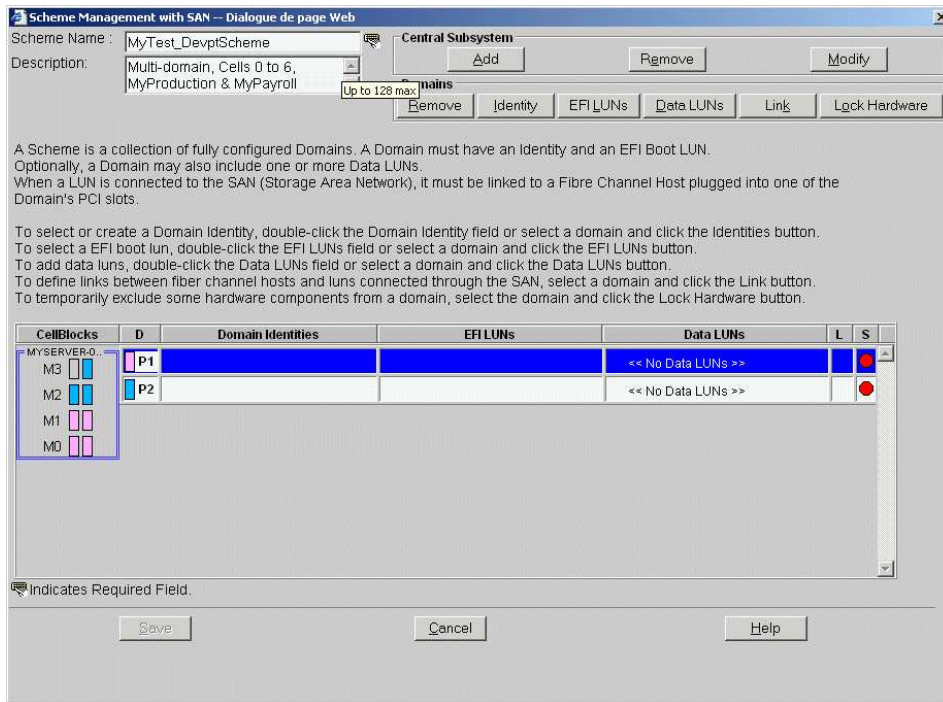 Scheme Management with SAN -- Dialogue de page Web
Scheme Name :
MyTest_DevptScheme
Description:
Multi-domain, Cells 0 to 6,
MyProduction & MyPayroll
Up to 128 max
Central Subsystem
Add
Remove
Modify
mains
Remove
Identity
EFI LUNs
Data LUNs
Link
Lock Hardware
A Scheme is a collection of fully configured Domains. A Domain must have an Identity and an EFI Boot LUN.
Optionally, a Domain may also include one or more Data LUNs.
When a LUN is connected to the SAN (Storage Area Network), it must be linked to a Fibre Channel Host plugged into one of the
Domain's PCI slots.
To select or create a Domain Identity, double-click the Domain Identity field or select a domain and click the Identities button.
To select a EFI boot lun, double-click the EFI LUNs field or select a domain and click the EFI LUNs button.
To add data luns, double-click the Data LUNs field or select a domain and click the Data LUNs button.
To define links between fiber channel hosts and luns connected through the SAN, select a domain and click the Link button.
To temporarily exclude some hardware components from a domain, select the domain and click the Lock Hardware button.
CellBlocks D Domain Identities EFI LUNs Data LUNs L S
MYSERVER-0..
M3
M2
M1
M0
P1 << No Data LUNs >>
P2 << No Data LUNs >>
Indicates Required Field.
Save
Cancel
Help